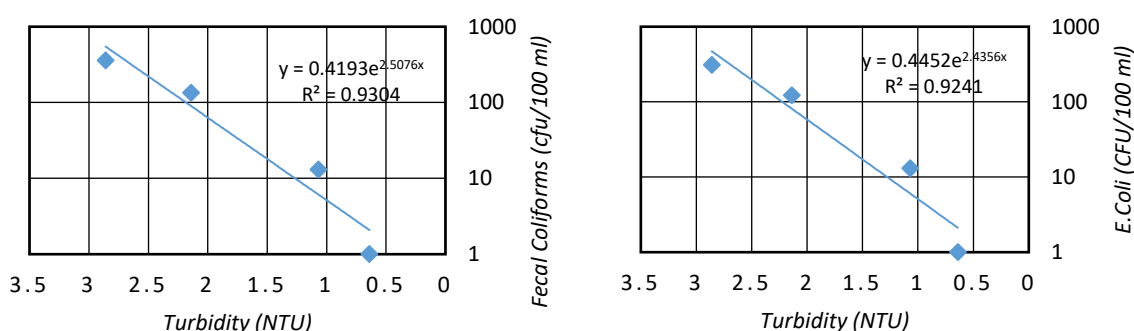 1000
100
10
1
y = 0.4193e^2.5076x
R² = 0.9304
Fecal Coliforms (cfu/100 ml)
3.5 3 2.5 2 1.5 1 0.5 0
Turbidity (NTU)
1000
100
10
1
y = 0.4452e^2.4356x
R² = 0.9241
E.Coli (CFU/100 ml)
3.5 3 2.5 2 1.5 1 0.5 0
Turbidity (NTU)